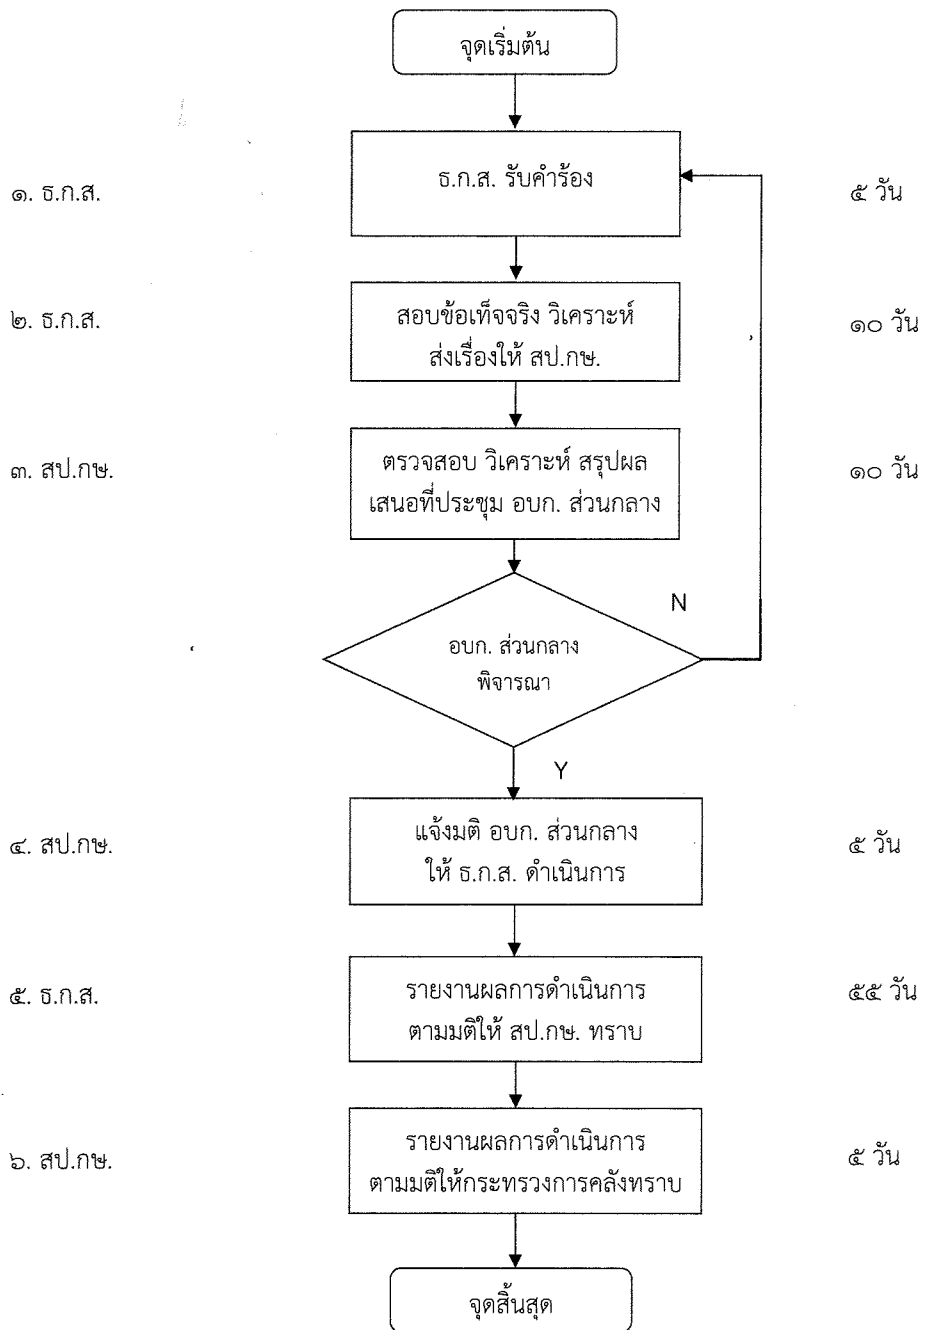 จุดเริ่มต้น
๑. ธ.ก.ส.
ธ.ก.ส. รับคำร้อง
๕ วัน
๒. ธ.ก.ส.
สอบข้อเท็จจริง วิเคราะห์
ส่งเรื่องให้ สป.กษ.
๑๐ วัน
๓. สป.กษ.
ตรวจสอบ วิเคราะห์ สรุปผล
เสนอที่ประชุม อบก. ส่วนกลาง
๑๐ วัน
N
อบก. ส่วนกลาง
พิจารณา
Y
๔. สป.กษ.
แจ้งมติ อบก. ส่วนกลาง
ให้ ธ.ก.ส. ดำเนินการ
๕ วัน
๕. ธ.ก.ส.
รายงานผลการดำเนินการ
ตามมติให้ สป.กษ. ทราบ
๕๕ วัน
๖. สป.กษ.
รายงานผลการดำเนินการ
ตามมติให้กระทรวงการคลังทราบ
๕ วัน
จุดสิ้นสุด